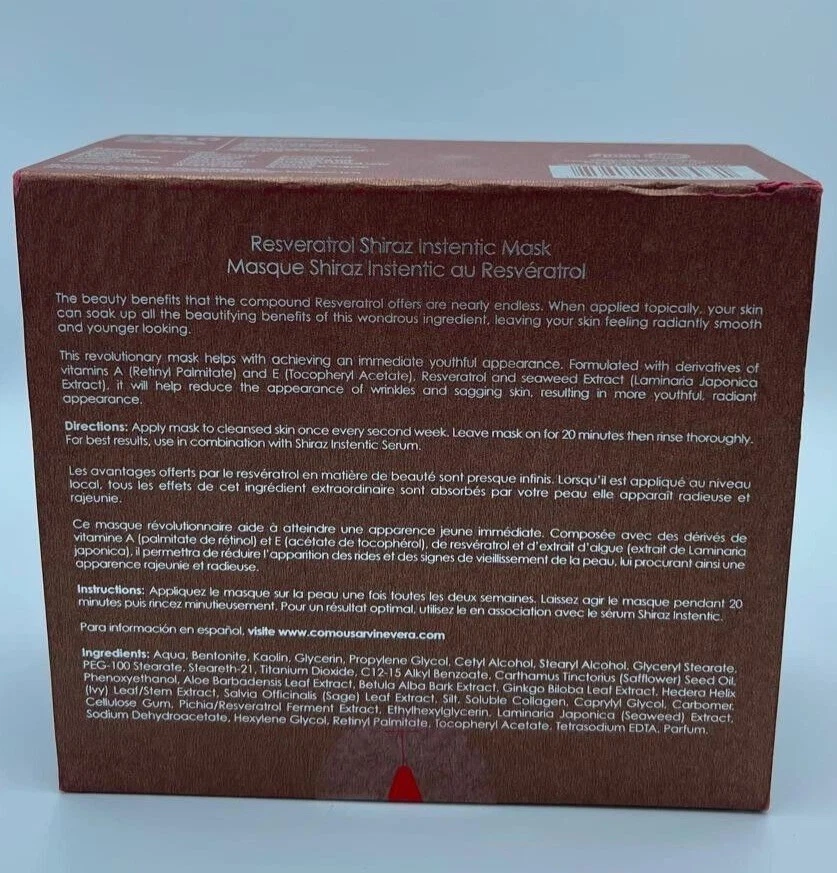 Resveratrol Shiraz Instentic Mask
Masque Shiraz Instentic au Resvératrol
The beauty benefits that the compound Resveratrol offers are nearly endless. When applied topically, your skin
can soak up all the beautifying benefits of this wondrous ingredient, leaving your skin feeling radiantly smooth
and younger looking.
This revolutionary mask helps with achieving an immediate youthful appearance. Formulated with derivatives of
vitamins A (Retinyl Palmitate) and E (Tocopheryl Acetate), Resveratrol and seaweed Extract (Laminaria Japonica
Extract), it will help reduce the appearance of wrinkles and sagging skin, resulting in more youthful, radiant
appearance.
Directions: Apply mask to cleansed skin once every second week. Leave mask on for 20 minutes then rinse thoroughly.
For best results, use in combination with Shiraz Instentic Serum.
Les avantages offerts par le resvératrol en matière de beauté sont presque infinis. Lorsqu'il est appliqué au niveau
local, tous les effets de cet ingrédient extraordinaire sont absorbés par votre peau elle apparaît radieuse et
rajeunie.
Ce masque révolutionnaire aide à atteindre une apparence jeune immédiate. Composée avec des dérivés de
vitamine A (palmitate de rétinol) et E (acétate de tocophérol), de resvératrol et d'extrait d'algue (extrait de Laminaria
japonica), il permettra de réduire l'apparition des rides et des signes de vieillissement de la peau, lui procurant ainsi une
apparence rajeunie et radieuse.
Instructions: Appliquez le masque sur la peau une fois toutes les deux semaines. Laissez agir le masque pendant 20
minutes puis rincez minutieusement. Pour un résultat optimal, utilisez le en association avec le sérum Shiraz Instentic.
Para información en español, visite www.comousarvinevera.com
Ingredients: Aqua, Bentonite, Kaolin, Glycerin, Propylene Glycol, Cetyl Alcohol, Stearyl Alcohol, Glyceryl Stearate,
PEG-100 Stearate, Steareth-21, Titanium Dioxide, C12-15 Alkyl Benzoate, Carthamus Tinctorius (Safflower) Seed Oil,
Phenoxyethanol, Aloe Barbadensis Leaf Extract, Betula Alba Bark Extract, Ginkgo Biloba Leaf Extract, Hedera Helix
(Ivy) Leaf/Stem Extract, Salvia Officinalis (Sage) Leaf Extract, Silt, Soluble Collagen, Caprylyl Glycol, Carbomer,
Cellulose Gum, Pichia/Resveratrol Ferment Extract, Ethylhexylglycerin, Laminaria Japonica (Seaweed) Extract,
Sodium Dehydroacetate, Hexylene Glycol, Retinyl Palmitate, Tocopheryl Acetate, Tetrasodium EDTA, Parfum.